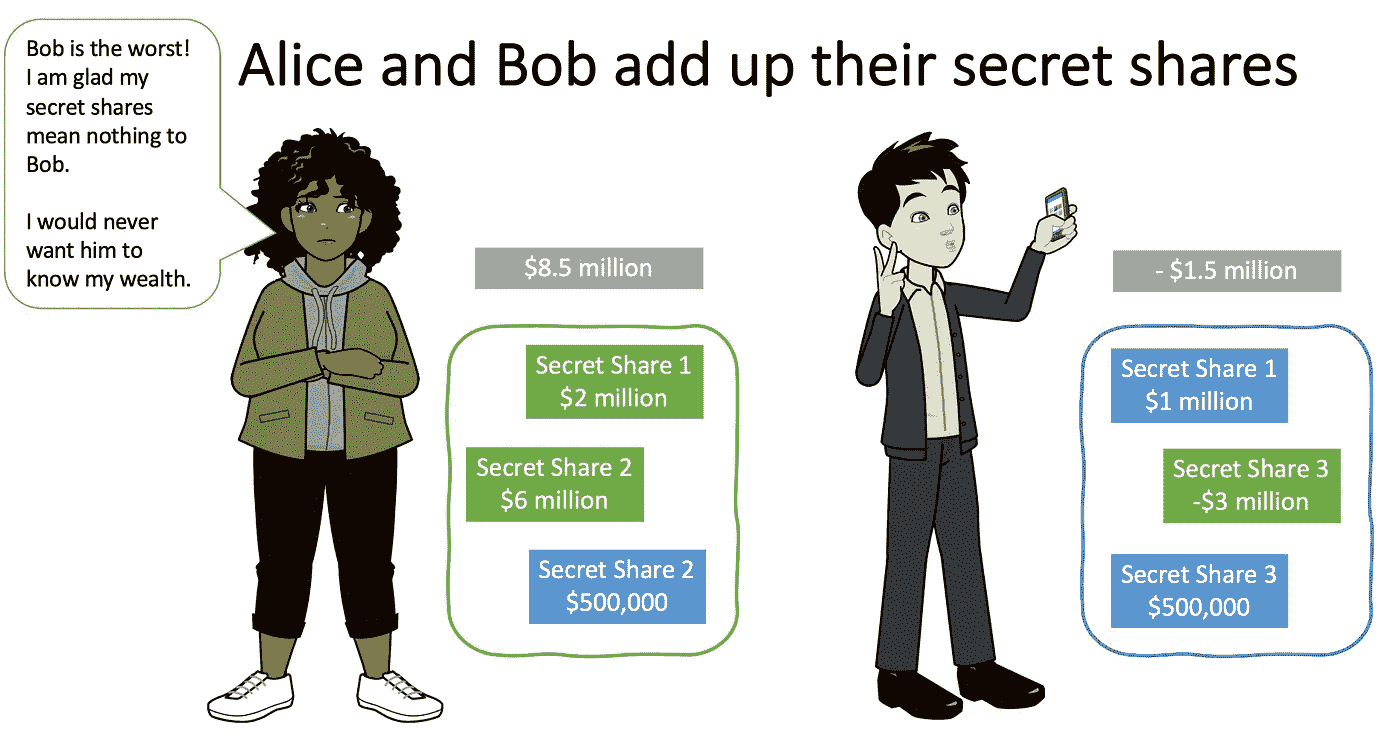 Alice and Bob add up their secret shares
Bob is the worst!
I am glad my
secret shares
mean nothing to
Bob.
I would never
want him to
know my wealth.
$8.5 million
Secret Share 1
$2 million
Secret Share 2
$6 million
Secret Share 2
$500,000
- $1.5 million
Secret Share 1
$1 million
Secret Share 3
-$3 million
Secret Share 3
$500,000